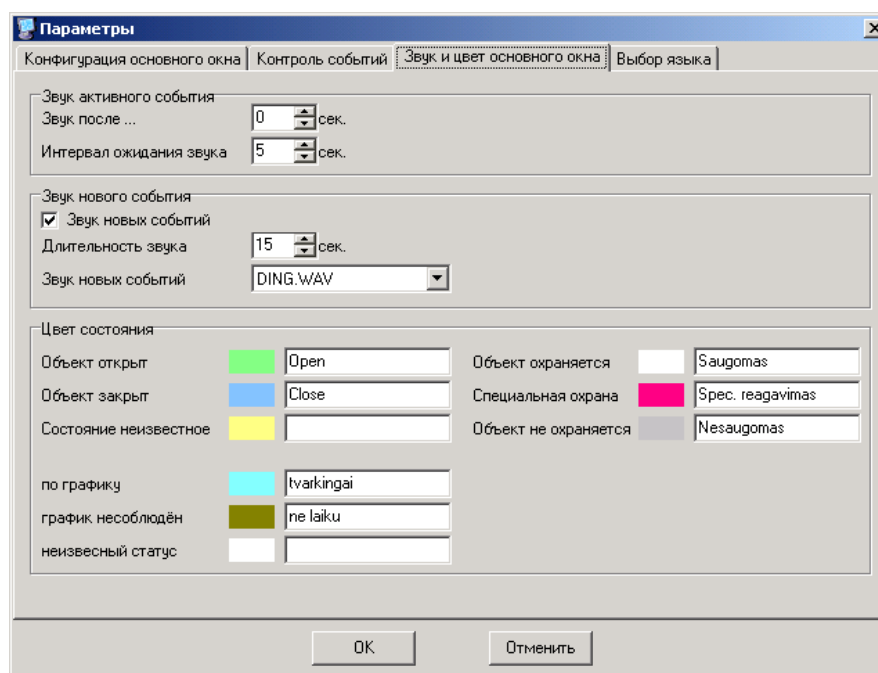 Параметры
Конфигурация основного окна Контроль событий Звук и цвет основного окна Выбор языка
Звук активного события
Звук после ... 0 сек.
Интервал ожидания звука 5 сек.
Звук нового события
Звук новых событий
Длительность звука 15 сек.
Звук новых событий DING.WAV
Цвет состояния
Объект открыт Open Объект охраняется Saugomas
Объект закрыт Close Специальная охрана Spec. reagavimas
Состояние неизвестное Объект не охраняется Nesaugomas
по графику tvarkingai
график несоблюдён ne laiku
неизвесный статус
OK Отменить